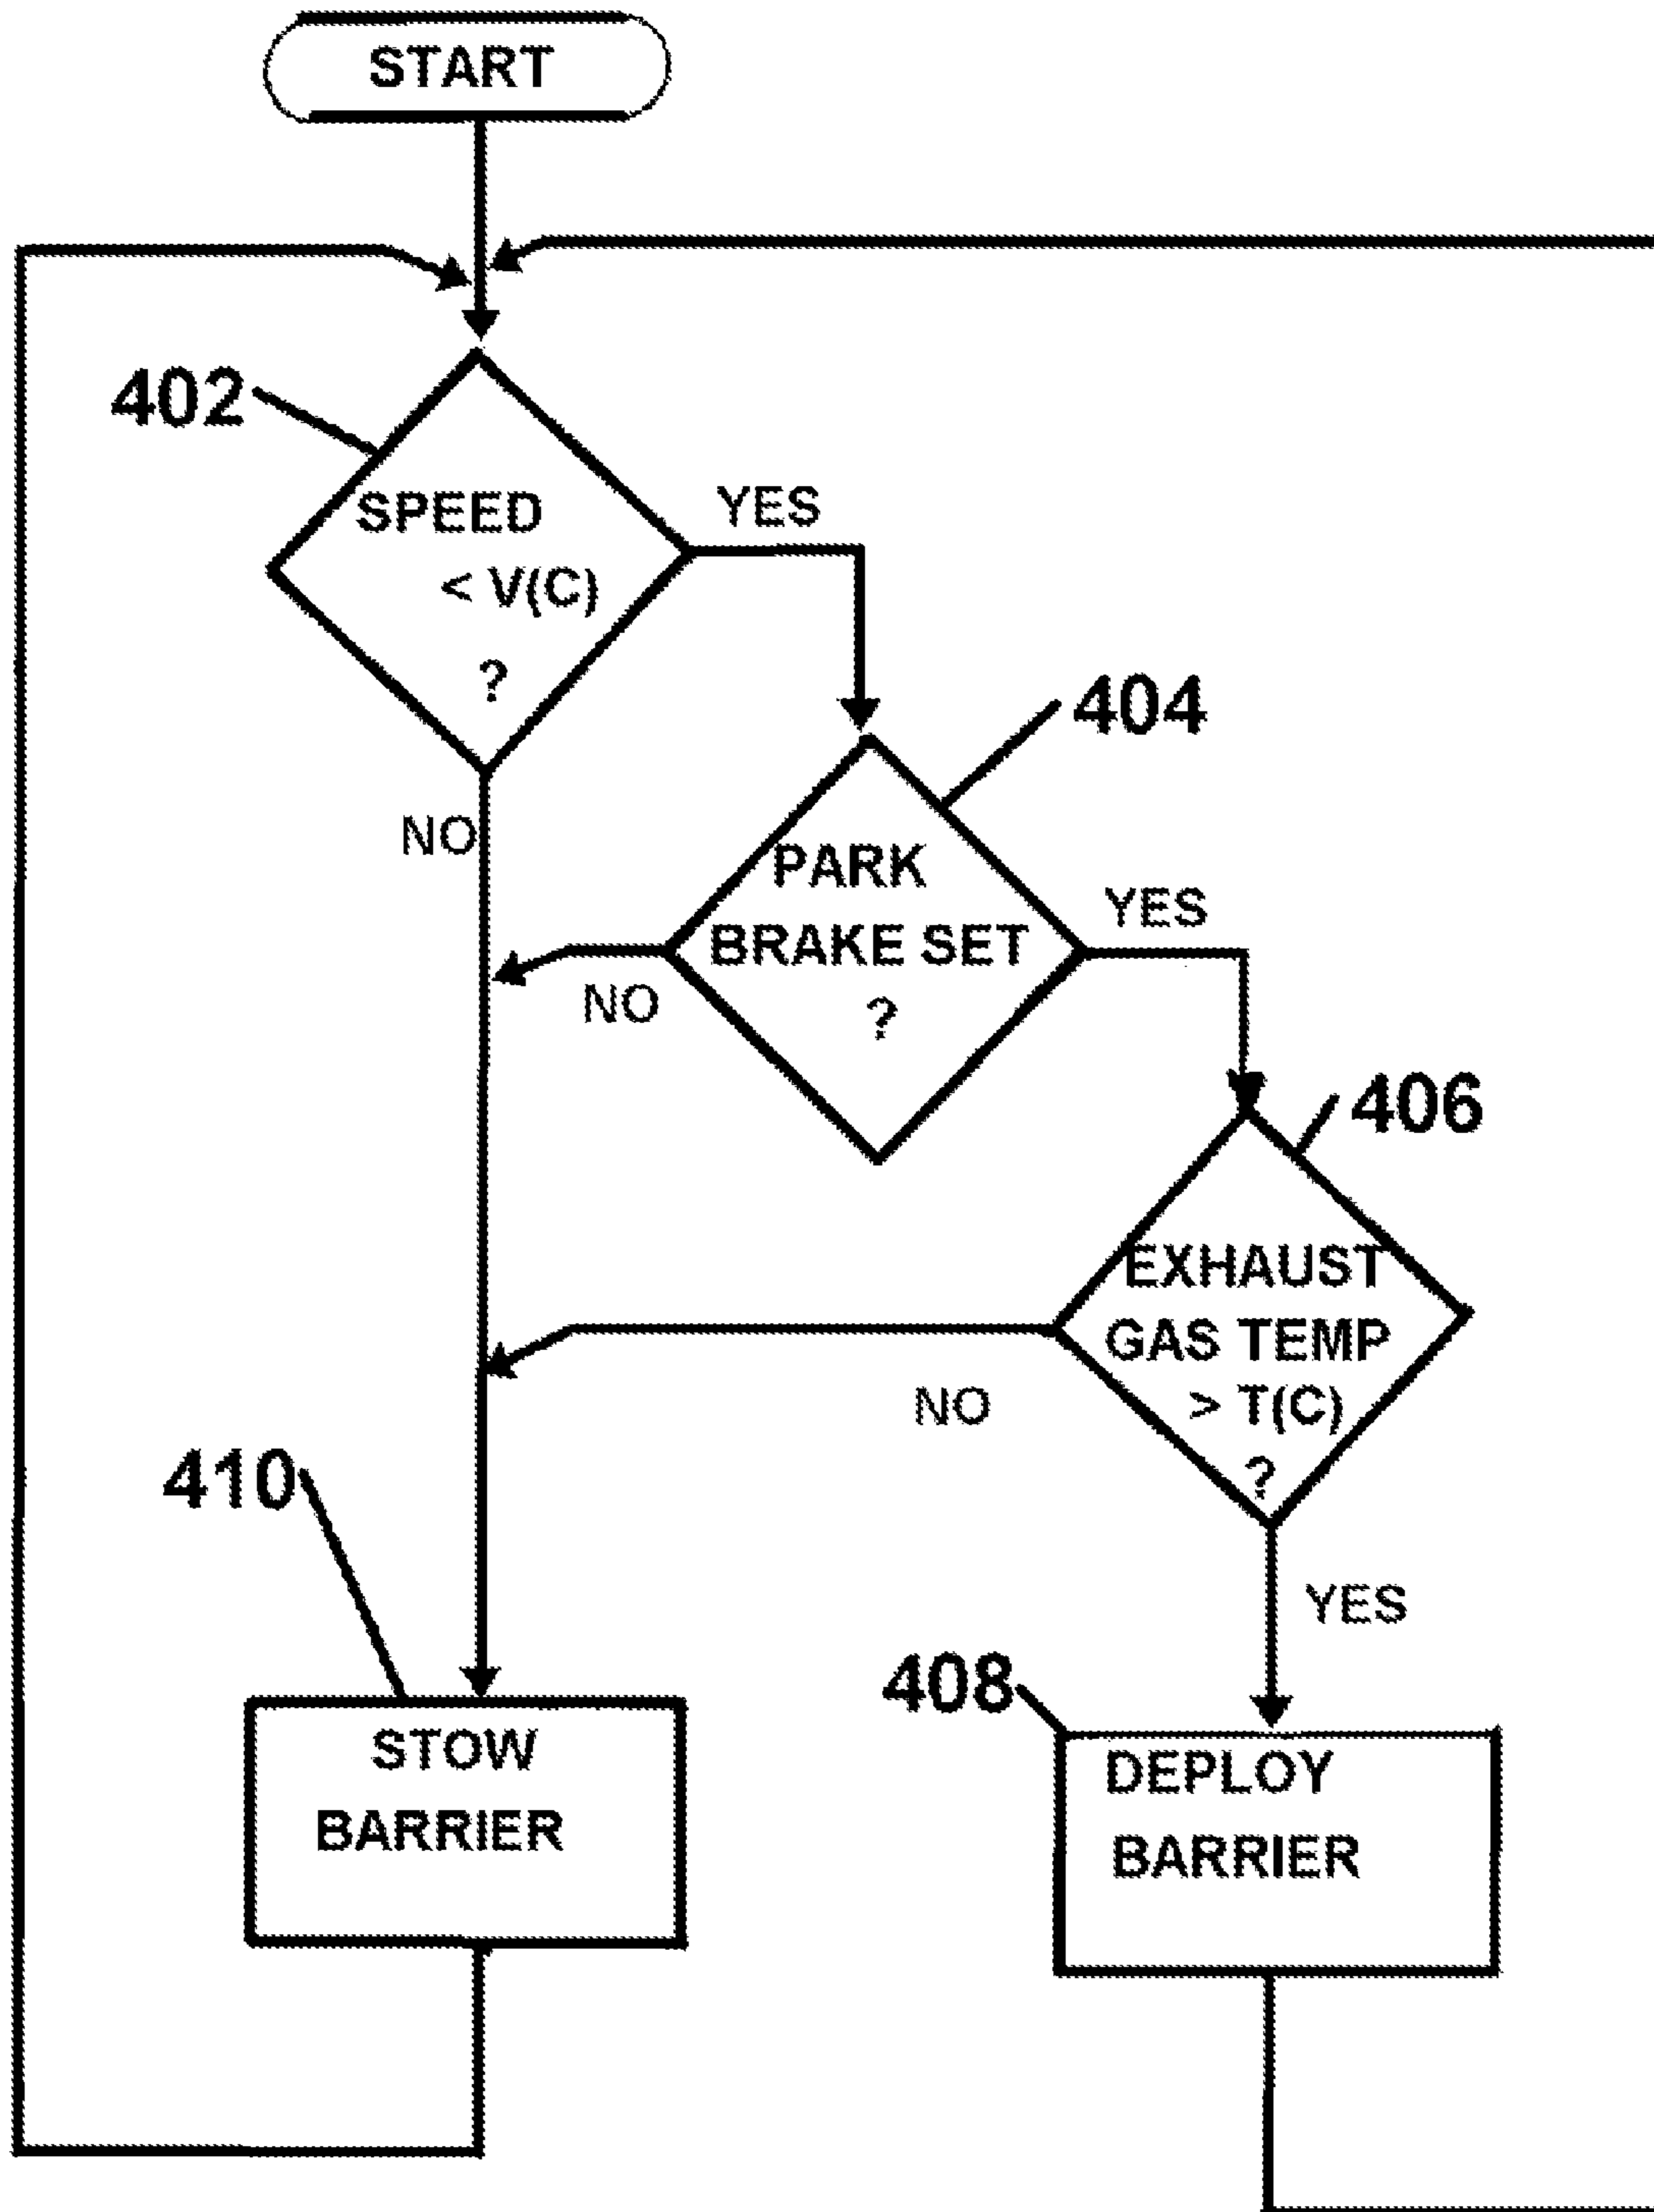 START
402
SPEED
< V(C)
?
YES
NO
404
PARK
BRAKE SET
?
YES
NO
406
EXHAUST
GAS TEMP
> T(C)
?
NO
YES
410
STOW
BARRIER
408
DEPLOY
BARRIER